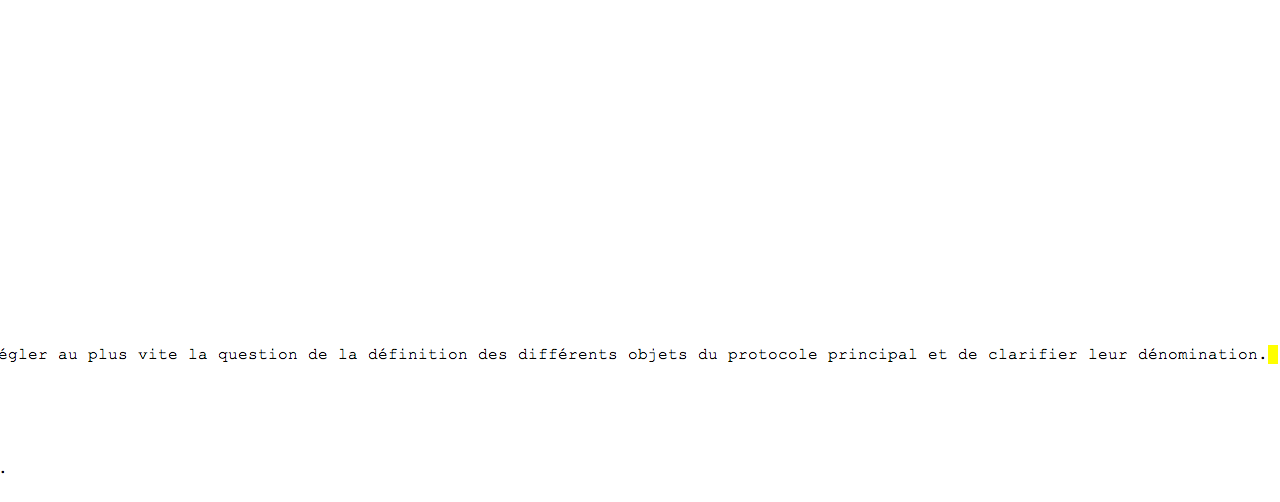 égler au plus vite la question de la définition des différents objets du protocole principal et de clarifier leur dénomination.
.